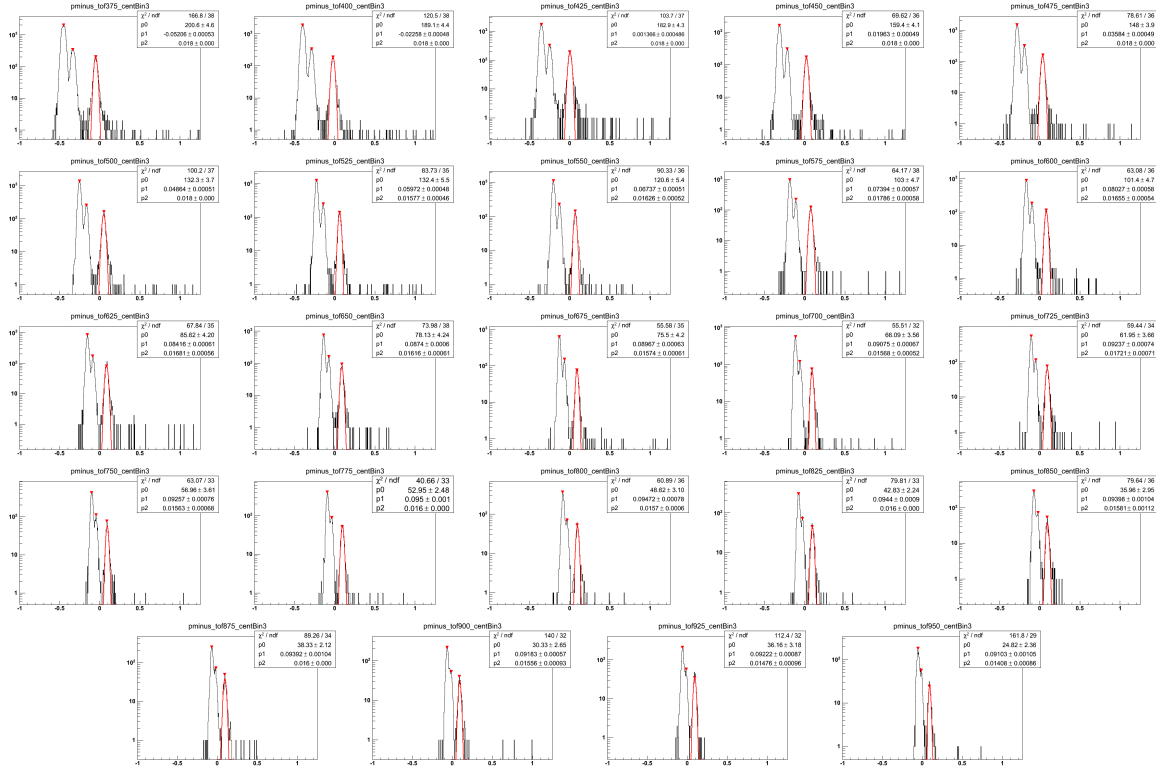 pminus_tof375_centBin3
χ² / ndf 166.8 / 38
p0 200.6 ± 4.6
p1 -0.05206 ± 0.00053
p2 0.018 ± 0.000
pminus_tof400_centBin3
χ² / ndf 120.5 / 38
p0 189.1 ± 4.4
p1 -0.02258 ± 0.00048
p2 0.018 ± 0.000
pminus_tof425_centBin3
χ² / ndf 103.7 / 37
p0 182.9 ± 4.3
p1 0.001366 ± 0.000486
p2 0.018 ± 0.000
pminus_tof450_centBin3
χ² / ndf 69.62 / 36
p0 159.4 ± 4.1
p1 0.01963 ± 0.00049
p2 0.018 ± 0.000
pminus_tof475_centBin3
χ² / ndf 78.61 / 36
p0 148 ± 3.9
p1 0.03584 ± 0.00049
p2 0.018 ± 0.000
pminus_tof500_centBin3
χ² / ndf 100.2 / 37
p0 132.3 ± 3.7
p1 0.04864 ± 0.00051
p2 0.018 ± 0.000
pminus_tof525_centBin3
χ² / ndf 83.73 / 35
p0 132.4 ± 5.5
p1 0.05972 ± 0.00048
p2 0.01577 ± 0.00046
pminus_tof550_centBin3
χ² / ndf 90.33 / 36
p0 120.6 ± 5.4
p1 0.06737 ± 0.00051
p2 0.01626 ± 0.00052
pminus_tof575_centBin3
χ² / ndf 64.17 / 38
p0 103 ± 4.7
p1 0.07394 ± 0.00057
p2 0.01786 ± 0.00058
pminus_tof600_centBin3
χ² / ndf 63.08 / 36
p0 101.4 ± 4.7
p1 0.08027 ± 0.00058
p2 0.01655 ± 0.00054
pminus_tof625_centBin3
χ² / ndf 67.84 / 35
p0 85.62 ± 4.20
p1 0.08416 ± 0.00061
p2 0.01681 ± 0.00056
pminus_tof650_centBin3
χ² / ndf 73.98 / 38
p0 78.13 ± 4.24
p1 0.0874 ± 0.0006
p2 0.01616 ± 0.00061
pminus_tof675_centBin3
χ² / ndf 55.58 / 35
p0 75.5 ± 4.2
p1 0.08967 ± 0.00063
p2 0.01574 ± 0.00061
pminus_tof700_centBin3
χ² / ndf 55.51 / 32
p0 66.09 ± 3.56
p1 0.09075 ± 0.00067
p2 0.01568 ± 0.00052
pminus_tof725_centBin3
χ² / ndf 59.44 / 34
p0 61.95 ± 3.66
p1 0.09237 ± 0.00074
p2 0.01721 ± 0.00071
pminus_tof750_centBin3
χ² / ndf 63.07 / 33
p0 56.96 ± 3.61
p1 0.09257 ± 0.00076
p2 0.01563 ± 0.00068
pminus_tof775_centBin3
χ² / ndf 40.66 / 33
p0 52.95 ± 2.48
p1 0.095 ± 0.001
p2 0.016 ± 0.000
pminus_tof800_centBin3
χ² / ndf 60.89 / 36
p0 48.62 ± 3.10
p1 0.09472 ± 0.00078
p2 0.0157 ± 0.0006
pminus_tof825_centBin3
χ² / ndf 79.81 / 33
p0 42.83 ± 2.24
p1 0.0944 ± 0.0009
p2 0.016 ± 0.000
pminus_tof850_centBin3
χ² / ndf 79.64 / 36
p0 35.96 ± 2.95
p1 0.09398 ± 0.00104
p2 0.01581 ± 0.00112
pminus_tof875_centBin3
χ² / ndf 89.26 / 34
p0 38.33 ± 2.12
p1 0.09392 ± 0.00104
p2 0.016 ± 0.000
pminus_tof900_centBin3
χ² / ndf 140 / 32
p0 30.33 ± 2.65
p1 0.09183 ± 0.00057
p2 0.01556 ± 0.00093
pminus_tof925_centBin3
χ² / ndf 112.4 / 32
p0 36.16 ± 3.18
p1 0.09222 ± 0.00087
p2 0.01476 ± 0.00096
pminus_tof950_centBin3
χ² / ndf 161.8 / 29
p0 24.82 ± 2.36
p1 0.09103 ± 0.00105
p2 0.01408 ± 0.00086